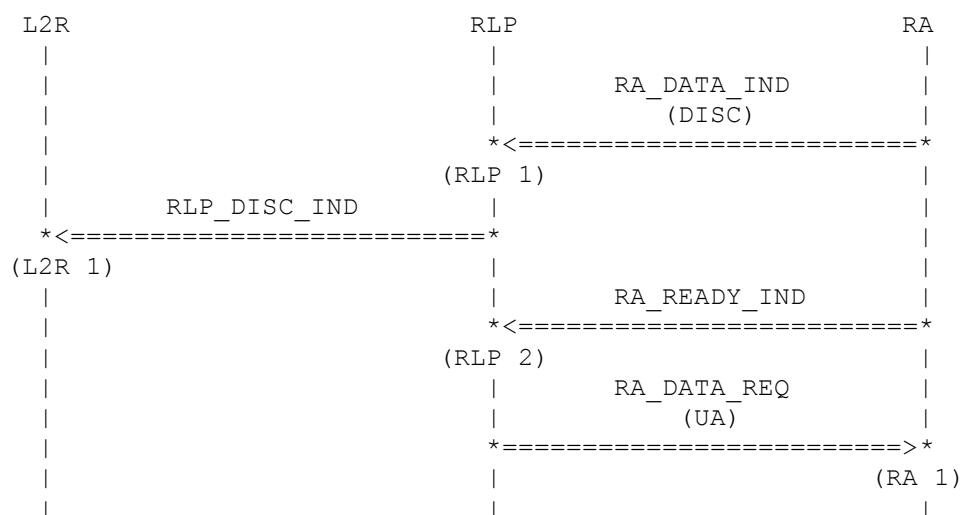 L2R RLP RA
RA_DATA_IND
(DISC)
*<=========================*
(RLP 1)
RLP_DISC_IND
*<==========================*
(L2R 1)
RA_READY_IND
*<=========================*
(RLP 2)
RA_DATA_REQ
(UA)
*=========================>*
(RA 1)